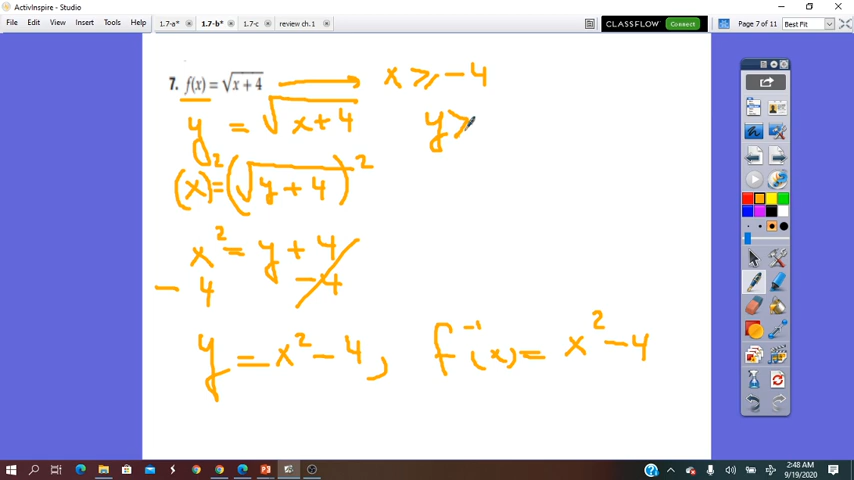 ActivInspire - Studio
File Edit View Insert Tools Help
1.7-a* 1.7-b* 1.7-c review ch.1 CLASSFLOW Connect Page 7 of 11 Best Fit
7. f(x) = √x + 4 → x ≥ -4
y = √x+4 y ≥
(x)² = (√y + 4)²
x² = y + 4
- 4 - 4
y = x² - 4, f⁻¹(x) = x² - 4
2:48 AM
9/19/2020